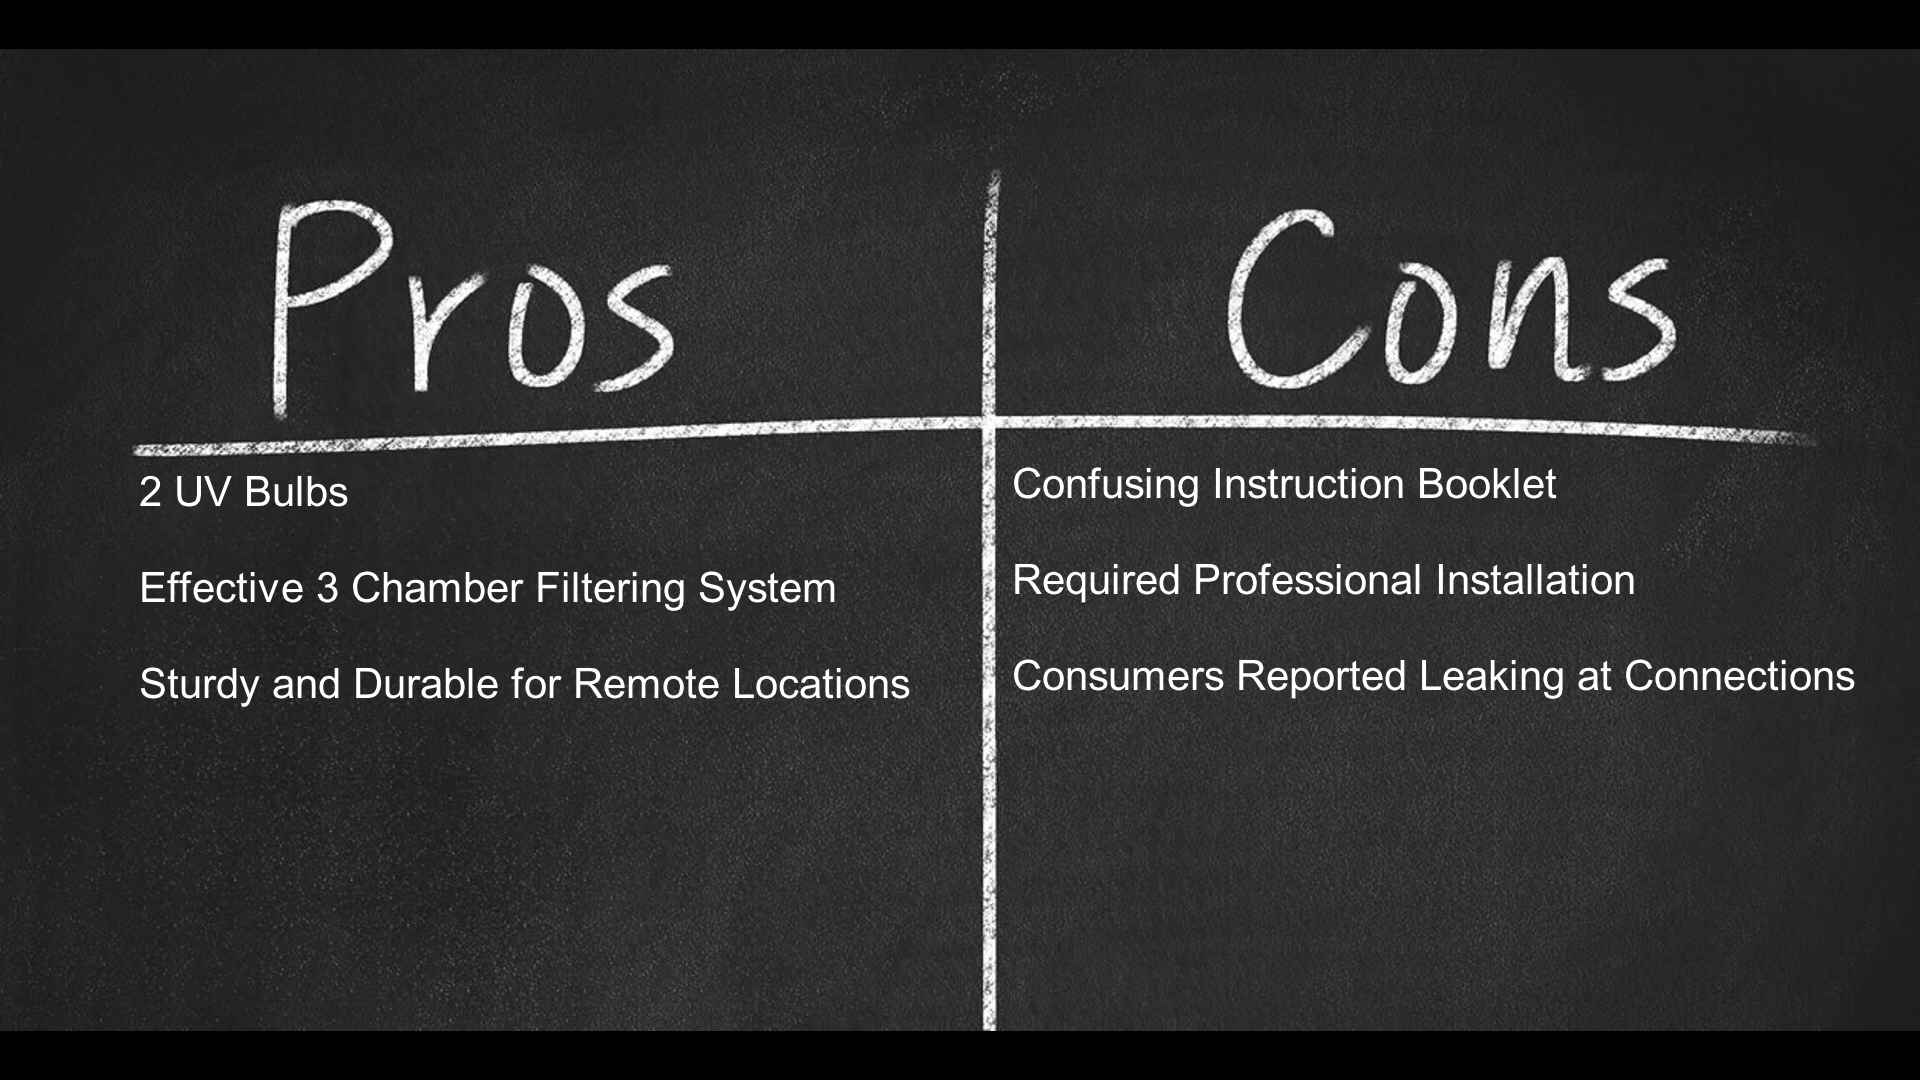 Pros
Cons
2 UV Bulbs
Effective 3 Chamber Filtering System
Sturdy and Durable for Remote Locations
Confusing Instruction Booklet
Required Professional Installation
Consumers Reported Leaking at Connections